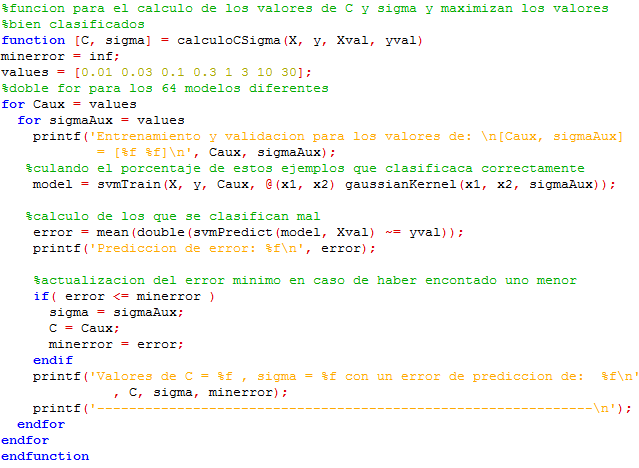 %funcion para el calculo de los valores de C y sigma y maximizan los valores
%bien clasificados
function [C, sigma] = calculoCSigma(X, y, Xval, yval)
minerror = inf;
values = [0.01 0.03 0.1 0.3 1 3 10 30];
%doble for para los 64 modelos diferentes
for Caux = values
  for sigmaAux = values
    printf('Entrenamiento y validacion para los valores de: \n[Caux, sigmaAux]
            = [%f %f]\n', Caux, sigmaAux);
   %culando el porcentaje de estos ejemplos que clasificaca correctamente
    model = svmTrain(X, y, Caux, @(x1, x2) gaussianKernel(x1, x2, sigmaAux));

   %calculo de los que se clasifican mal
    error = mean(double(svmPredict(model, Xval) ~= yval));
    printf('Prediccion de error: %f\n', error);

    %actualizacion del error minimo en caso de haber encontado uno menor
    if( error <= minerror )
      sigma = sigmaAux;
      C = Caux;
      minerror = error;
    endif
    printf('Valores de C = %f , sigma = %f con un error de prediccion de:  %f\n'
              , C, sigma, minerror);
    printf('--------------------------------------------------------------\n');
  endfor
endfor
endfunction